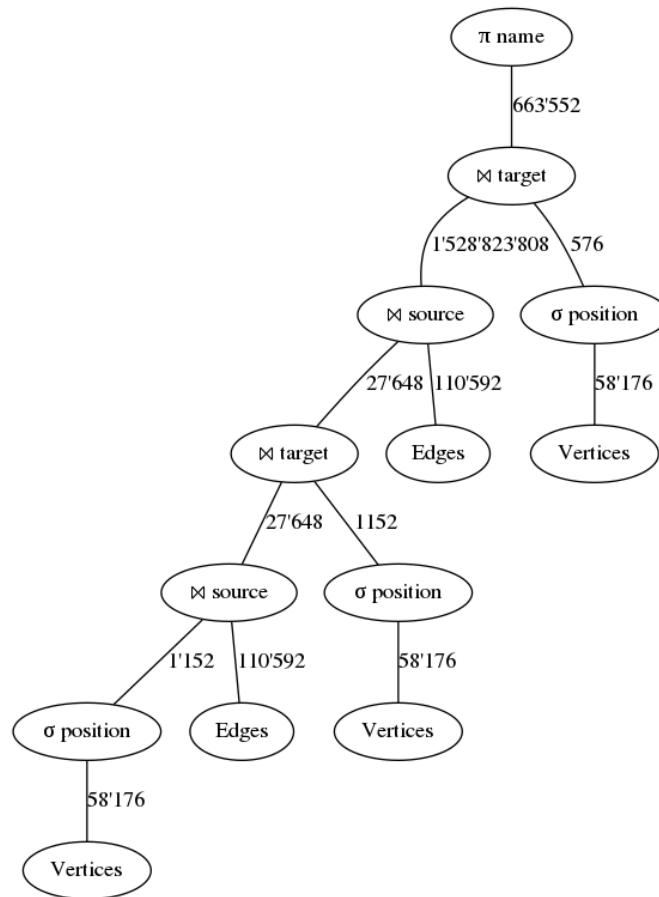 π name
663'552
⋈ target
1'528'823'808
576
⋈ source
σ position
27'648
110'592
58'176
⋈ target
Edges
Vertices
27'648
1152
⋈ source
σ position
1'152
110'592
58'176
σ position
Edges
Vertices
58'176
Vertices